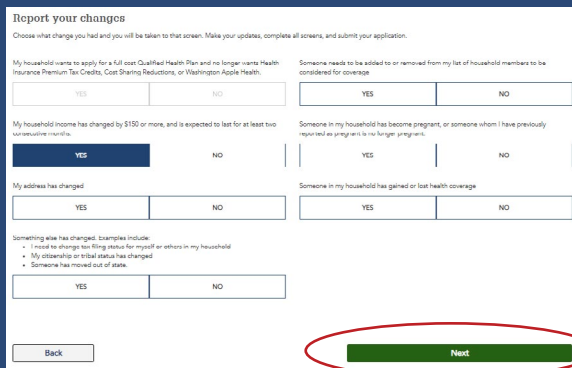 Report your changes
Choose what change you had and you will be taken to that screen. Make your updates, complete all screens, and submit your application.
My household wants to apply for a full cost Qualified Health Plan and no longer wants Health
Insurance Premium Tax Credits, Cost Sharing Reductions, or Washington Apple Health.
YES
NO
Someone needs to be added to or removed from my list of household members to be
considered for coverage
YES
NO
My household income has changed by $150 or more, and is expected to last for at least two
consecutive months.
YES
NO
Someone in my household has become pregnant, or someone whom I have previously
reported as pregnant is no longer pregnant.
YES
NO
My address has changed
YES
NO
Someone in my household has gained or lost health coverage
YES
NO
Something else has changed. Examples include:
• I need to change tax filing status for myself or others in my household
• My citizenship or tribal status has changed
• Someone has moved out of state.
YES
NO
Back
Next